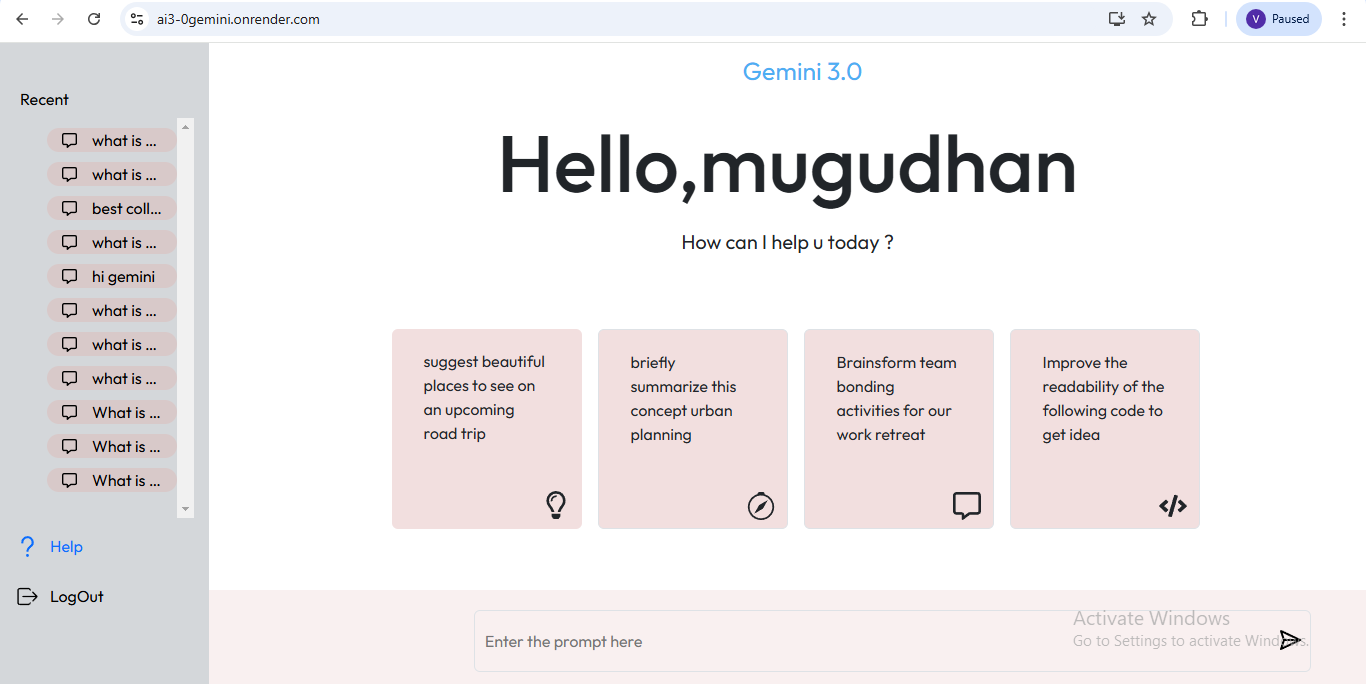 ai3-0gemini.onrender.com
V Paused
Recent
what is ...
what is ...
best coll...
what is ...
hi gemini
what is ...
what is ...
what is ...
What is ...
What is ...
What is ...
Help
LogOut
Gemini 3.0
Hello,mugudhan
How can I help u today ?
suggest beautiful
places to see on
an upcoming
road trip
briefly
summarize this
concept urban
planning
Brainsform team
bonding
activities for our
work retreat
Improve the
readability of the
following code to
get idea
Enter the prompt here
Activate Windows
Go to Settings to activate Windows.